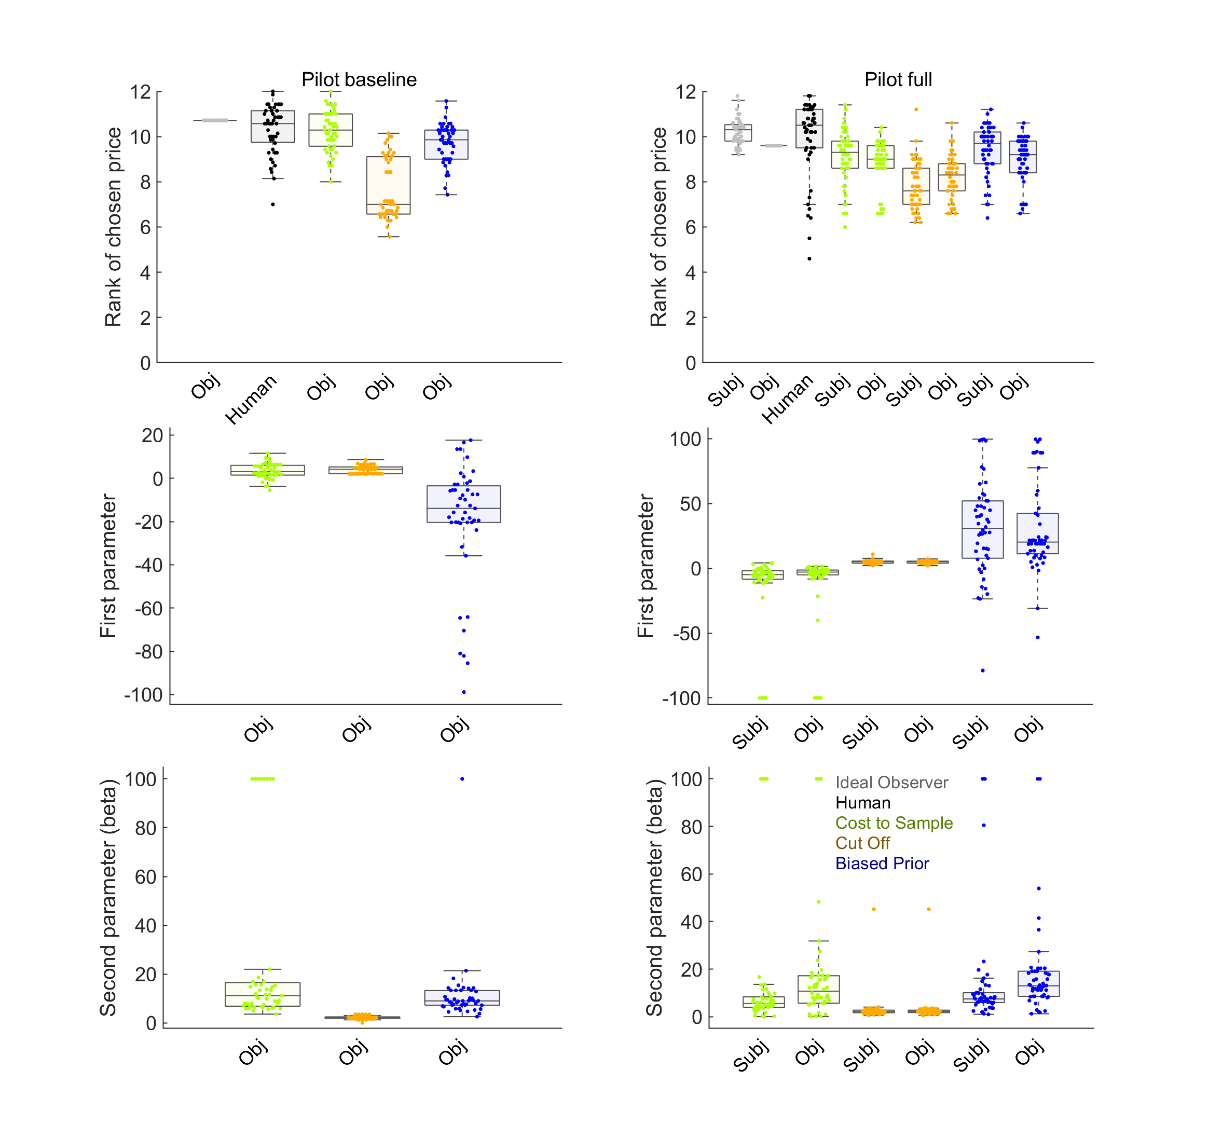 Pilot baseline
Rank of chosen price
12
10
8
6
4
2
0
Obj
Human
Obj
Obj
Obj
Pilot full
Rank of chosen price
12
10
8
6
4
2
0
Subj
Obj
Human
Subj
Obj
Subj
Obj
Subj
Obj
First parameter
20
0
-20
-40
-60
-80
-100
Obj
Obj
Obj
First parameter
100
50
0
-50
-100
Subj
Obj
Subj
Obj
Subj
Obj
Second parameter (beta)
100
80
60
40
20
0
Obj
Obj
Obj
Second parameter (beta)
100
80
60
40
20
0
Ideal Observer
Human
Cost to Sample
Cut Off
Biased Prior
Subj
Obj
Subj
Obj
Subj
Obj